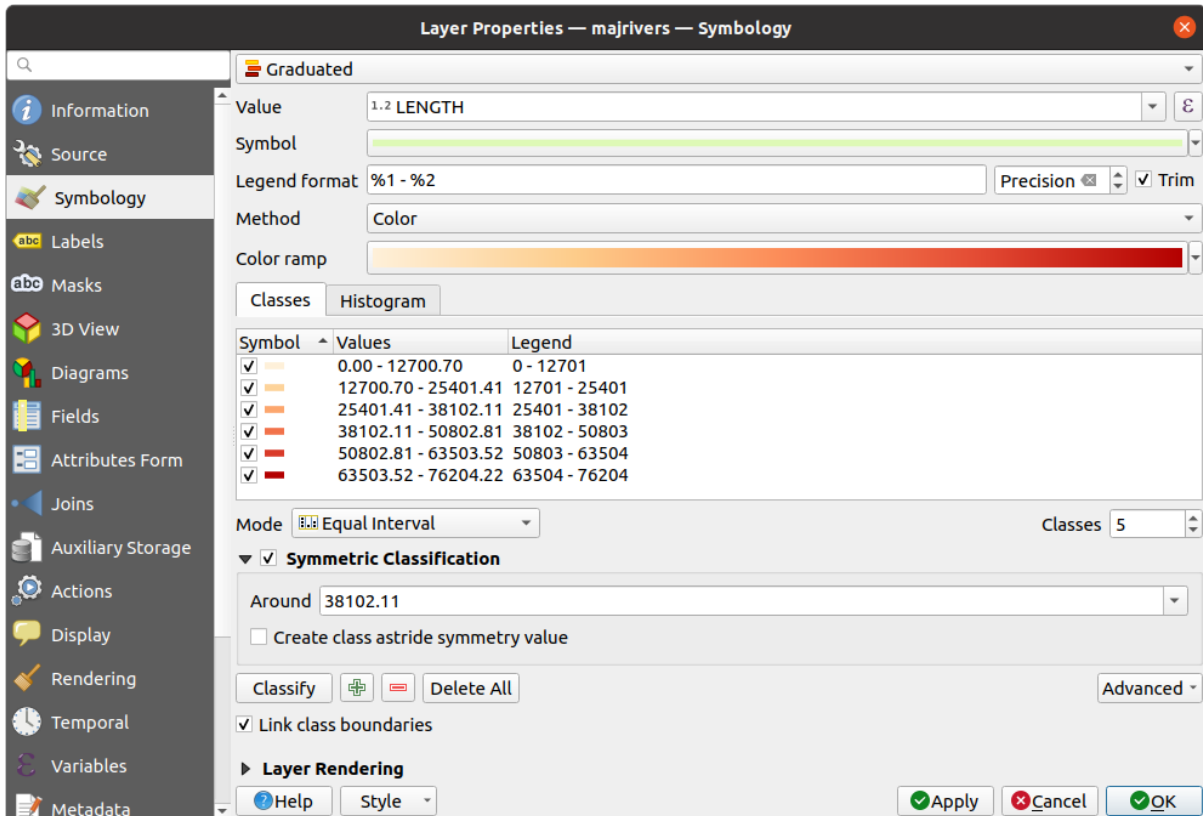 Layer Properties — majrivers — Symbology
Information
Source
Symbology
Labels
Masks
3D View
Diagrams
Fields
Attributes Form
Joins
Auxiliary Storage
Actions
Display
Rendering
Temporal
Variables
Metadata
Graduated
Value 1.2 LENGTH ε
Symbol
Legend format %1 - %2 Precision Trim
Method Color
Color ramp
Classes Histogram
Symbol Values Legend
0.00 - 12700.70 0 - 12701
12700.70 - 25401.41 12701 - 25401
25401.41 - 38102.11 25401 - 38102
38102.11 - 50802.81 38102 - 50803
50802.81 - 63503.52 50803 - 63504
63503.52 - 76204.22 63504 - 76204
Mode Equal Interval Classes 5
Symmetric Classification
Around 38102.11
Create class astride symmetry value
Classify Delete All Advanced
Link class boundaries
Layer Rendering
Help Style Apply Cancel OK